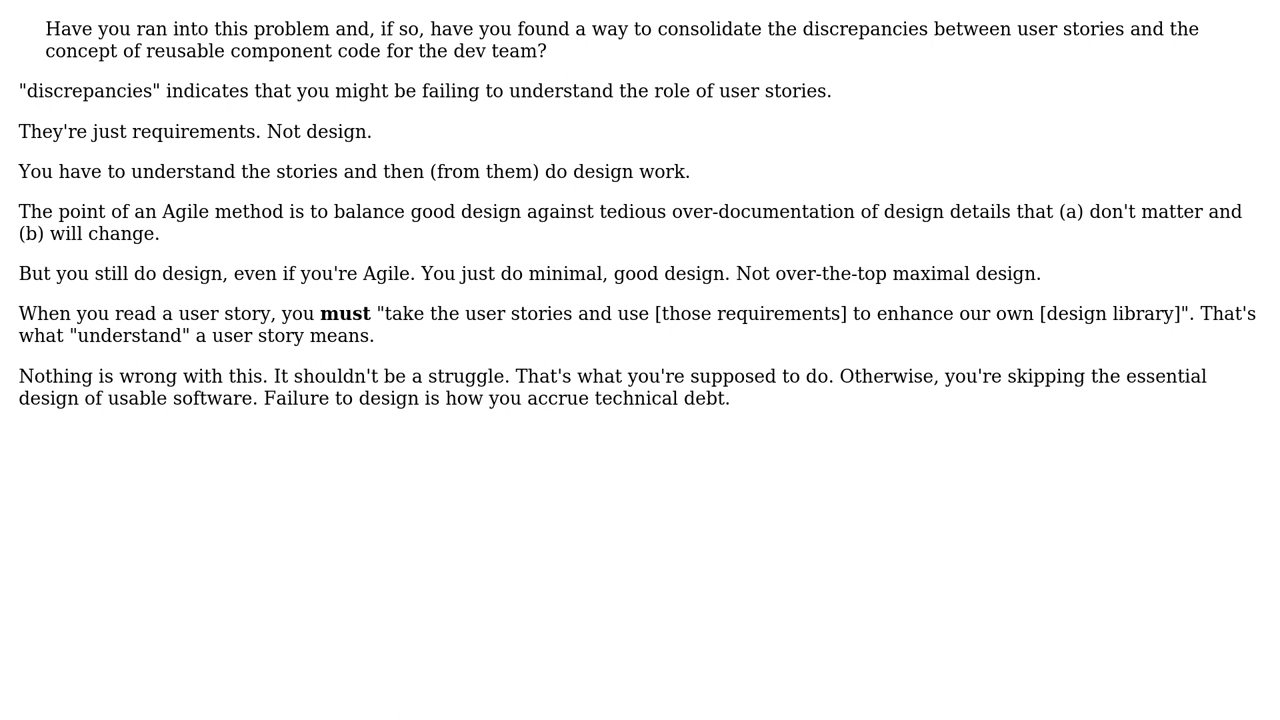 Have you ran into this problem and, if so, have you found a way to consolidate the discrepancies between user stories and the
concept of reusable component code for the dev team?
"discrepancies" indicates that you might be failing to understand the role of user stories.
They're just requirements. Not design.
You have to understand the stories and then (from them) do design work.
The point of an Agile method is to balance good design against tedious over-documentation of design details that (a) don't matter and
(b) will change.
But you still do design, even if you're Agile. You just do minimal, good design. Not over-the-top maximal design.
When you read a user story, you must "take the user stories and use [those requirements] to enhance our own [design library]". That's
what "understand" a user story means.
Nothing is wrong with this. It shouldn't be a struggle. That's what you're supposed to do. Otherwise, you're skipping the essential
design of usable software. Failure to design is how you accrue technical debt.